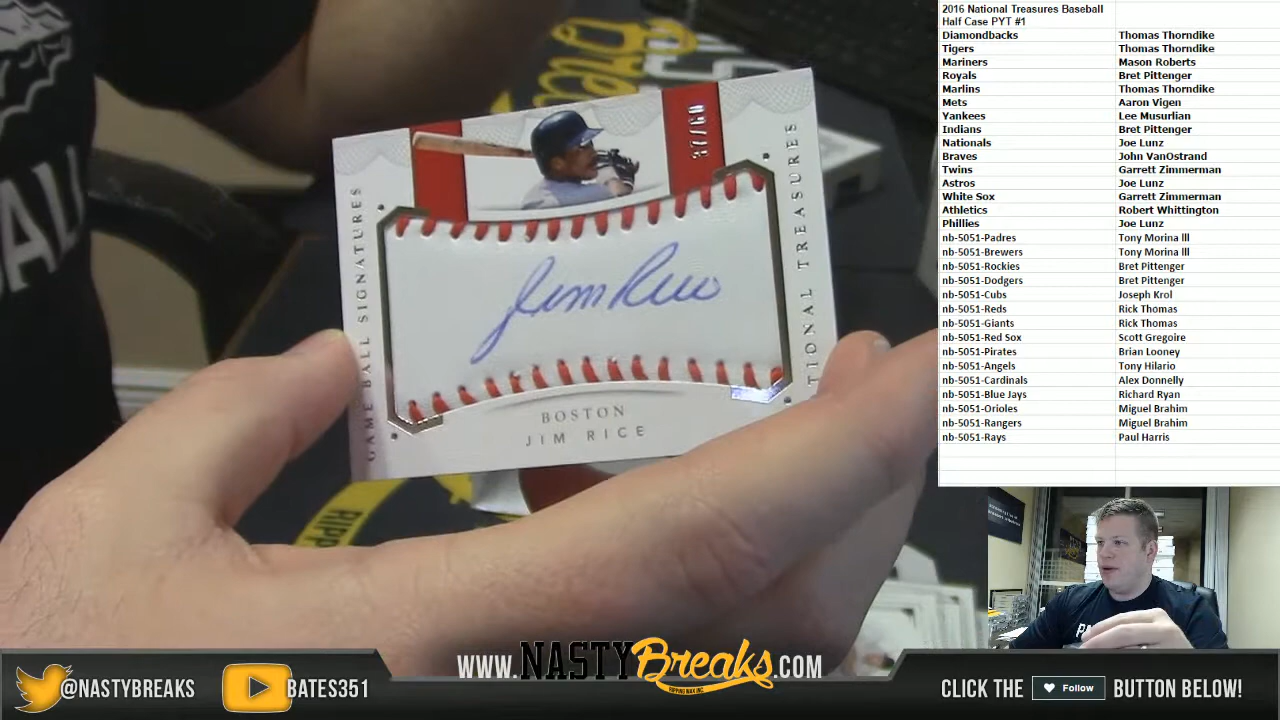 2016 National Treasures Baseball
Half Case PYT #1
Diamondbacks Thomas Thorndike
Tigers Thomas Thorndike
Mariners Mason Roberts
Royals Bret Pittenger
Marlins Thomas Thorndike
Mets Aaron Vigen
Yankees Lee Musurlian
Indians Bret Pittenger
Nationals Joe Lunz
Braves John VanOstrand
Twins Garrett Zimmerman
Astros Joe Lunz
White Sox Garrett Zimmerman
Athletics Robert Whittington
Phillies Joe Lunz
nb-5051-Padres Tony Morina lll
nb-5051-Brewers Tony Morina lll
nb-5051-Rockies Bret Pittenger
nb-5051-Dodgers Bret Pittenger
nb-5051-Cubs Joseph Krol
nb-5051-Reds Rick Thomas
nb-5051-Giants Rick Thomas
nb-5051-Red Sox Scott Gregoire
nb-5051-Pirates Brian Looney
nb-5051-Angels Tony Hilario
nb-5051-Cardinals Alex Donnelly
nb-5051-Blue Jays Richard Ryan
nb-5051-Orioles Miguel Brahim
nb-5051-Rangers Miguel Brahim
nb-5051-Rays Paul Harris
GAME BALL SIGNATURES
TIONAL TREASURES
Jim Rice
BOSTON
JIM RICE
RIPP
@NASTYBREAKS
BATES351
WWW.NASTYBreaks.COM
RIPPING WAX INC.
CLICK THE Follow BUTTON BELOW!